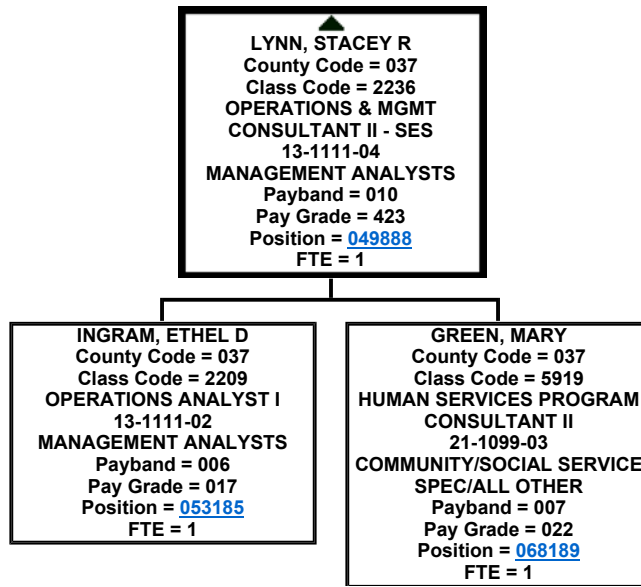 LYNN, STACEY R
County Code = 037
Class Code = 2236
OPERATIONS & MGMT
CONSULTANT II - SES
13-1111-04
MANAGEMENT ANALYSTS
Payband = 010
Pay Grade = 423
Position = 049888
FTE = 1
INGRAM, ETHEL D
County Code = 037
Class Code = 2209
OPERATIONS ANALYST I
13-1111-02
MANAGEMENT ANALYSTS
Payband = 006
Pay Grade = 017
Position = 053185
FTE = 1
GREEN, MARY
County Code = 037
Class Code = 5919
HUMAN SERVICES PROGRAM
CONSULTANT II
21-1099-03
COMMUNITY/SOCIAL SERVICE
SPEC/ALL OTHER
Payband = 007
Pay Grade = 022
Position = 068189
FTE = 1